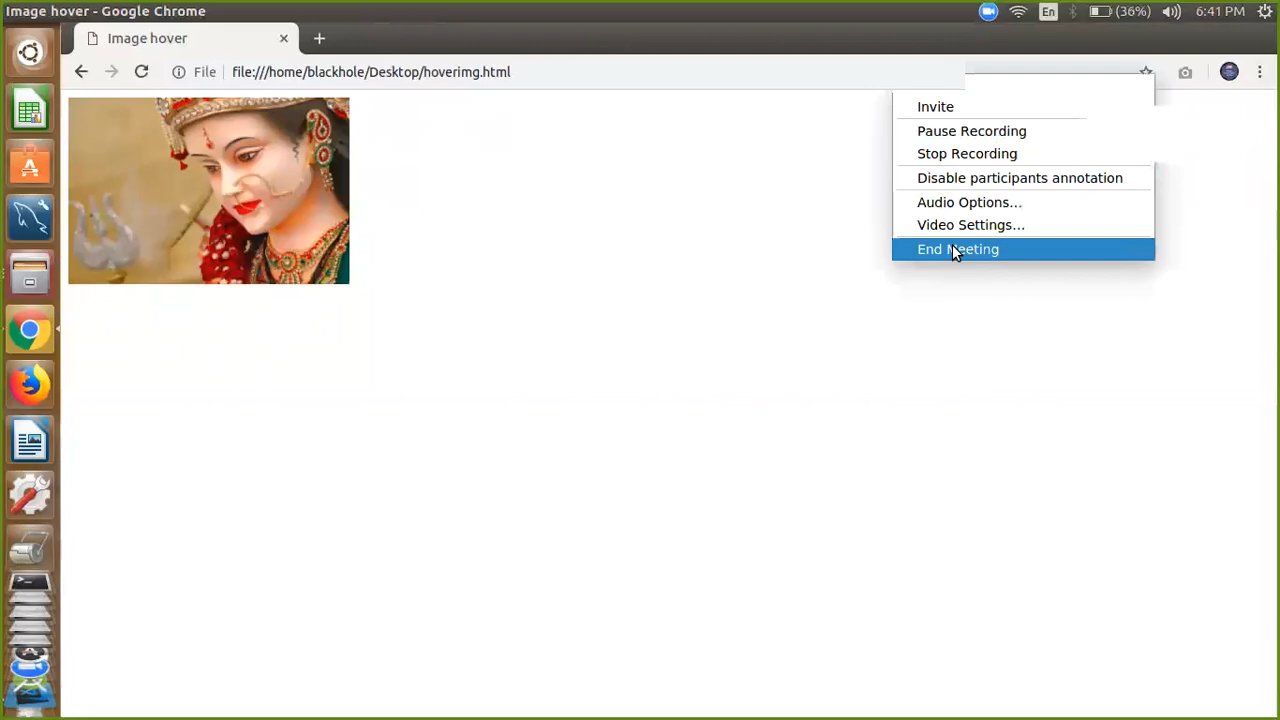 Image hover - Google Chrome
En
(36%)
6:41 PM
Image hover
File
file:///home/blackhole/Desktop/hoverimg.html
Invite
Pause Recording
Stop Recording
Disable participants annotation
Audio Options...
Video Settings...
End Meeting